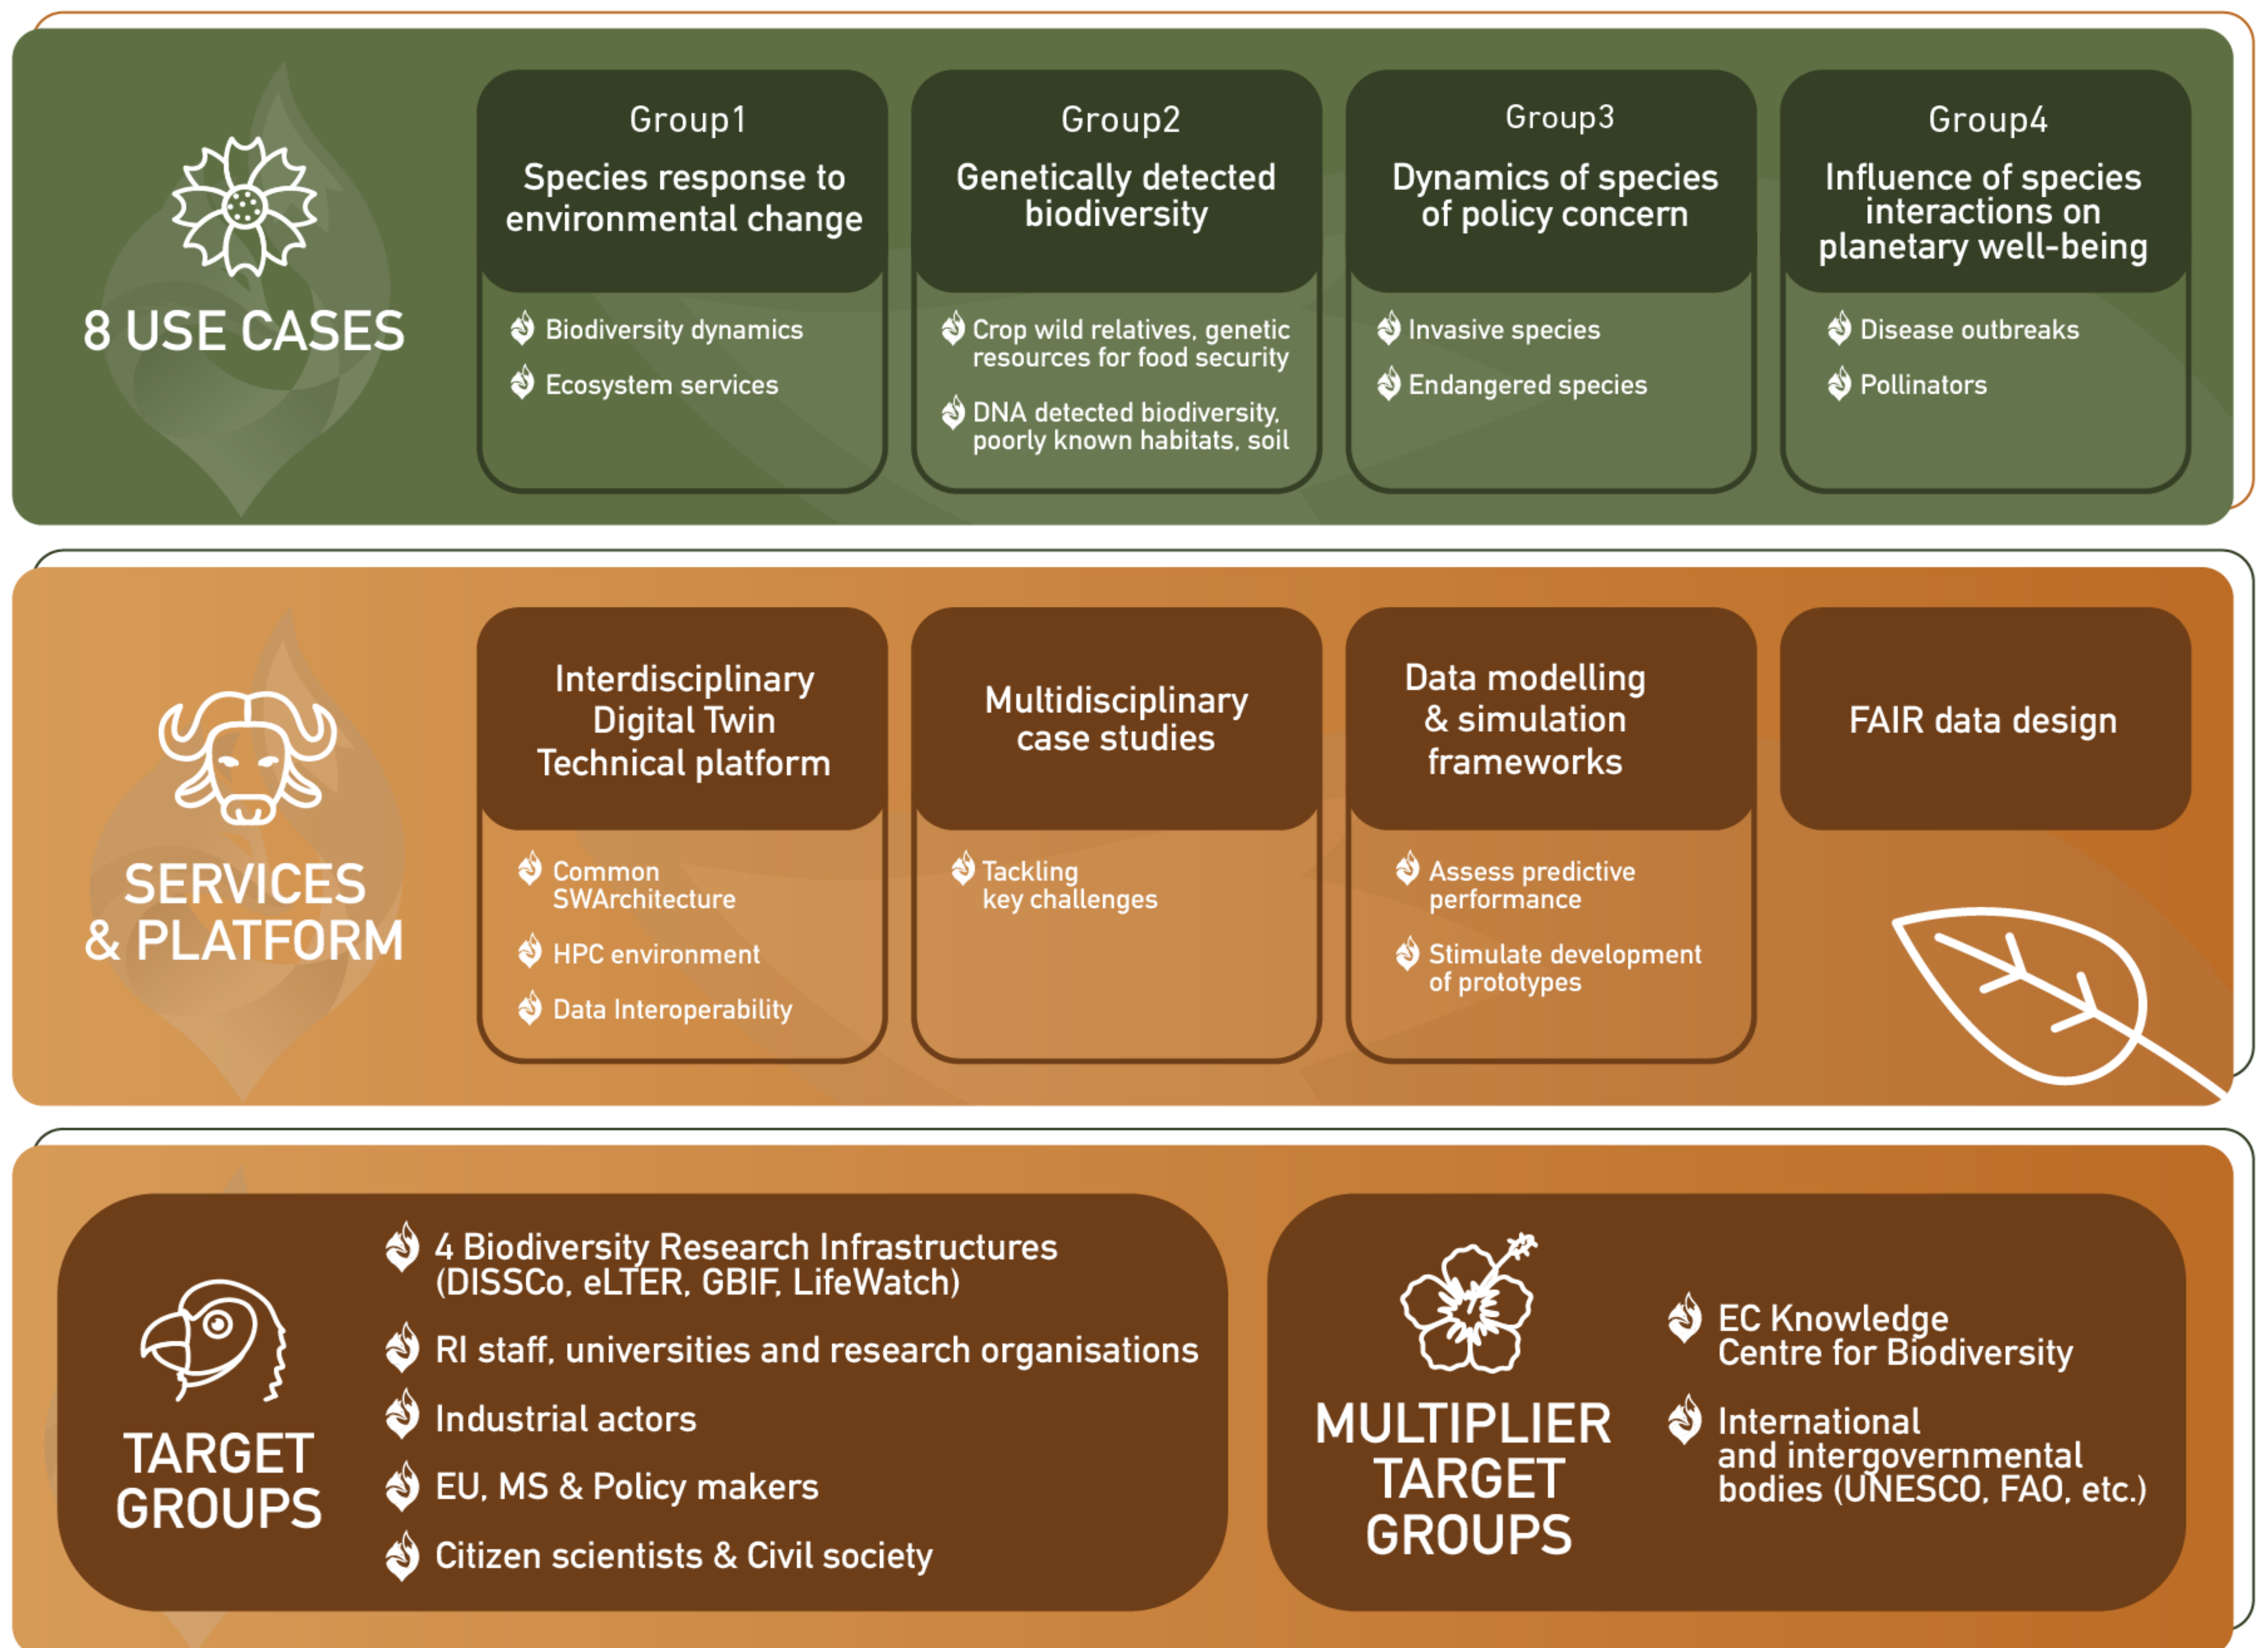 8 USE CASES
Group1
Species response to
environmental change
Biodiversity dynamics
Ecosystem services
Group2
Genetically detected
biodiversity
Crop wild relatives, genetic
resources for food security
DNA detected biodiversity,
poorly known habitats, soil
Group3
Dynamics of species
of policy concern
Invasive species
Endangered species
Group4
Influence of species
interactions on
planetary well-being
Disease outbreaks
Pollinators
SERVICES
& PLATFORM
Interdisciplinary
Digital Twin
Technical platform
Common
SWArchitecture
HPC environment
Data Interoperability
Multidisciplinary
case studies
Tackling
key challenges
Data modelling
& simulation
frameworks
Assess predictive
performance
Stimulate development
of prototypes
FAIR data design
TARGET
GROUPS
4 Biodiversity Research Infrastructures
(DISSCo, eLTER, GBIF, LifeWatch)
RI staff, universities and research organisations
Industrial actors
EU, MS & Policy makers
Citizen scientists & Civil society
MULTIPLIER
TARGET
GROUPS
EC Knowledge
Centre for Biodiversity
International
and intergovernmental
bodies (UNESCO, FAO, etc.)